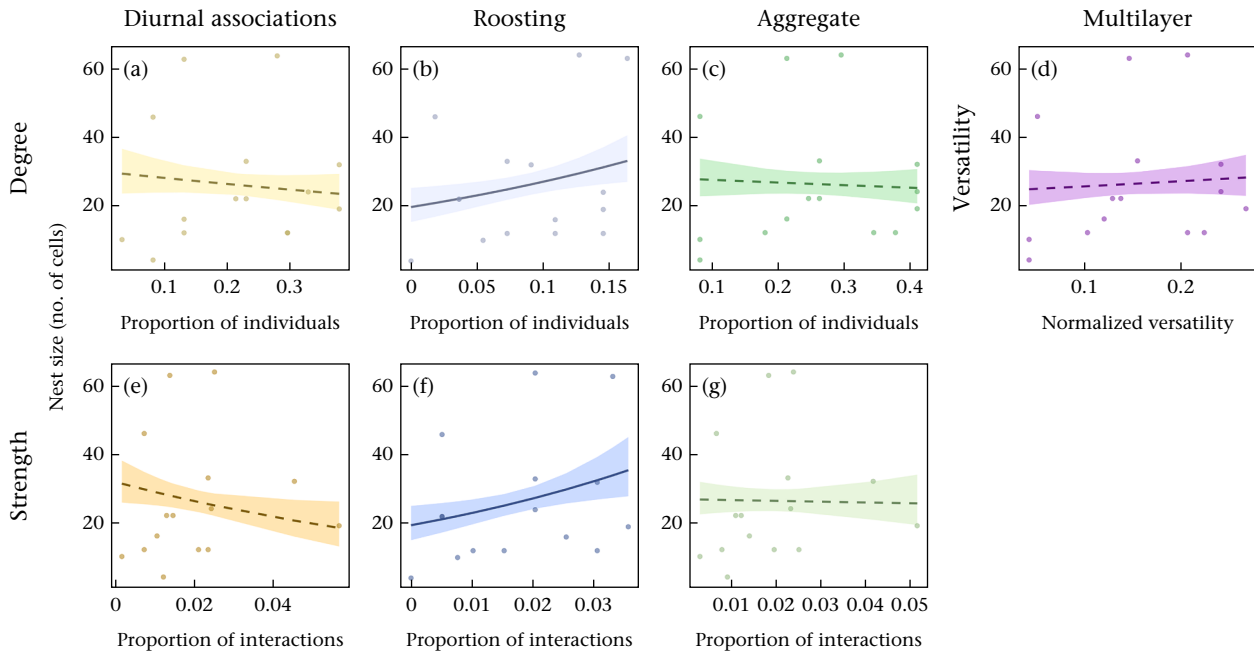 Diurnal associations
Roosting
Aggregate
Multilayer
Degree
Nest size (no. of cells)
60
40
20
(a)
0.1
0.2
0.3
Proportion of individuals
60
40
20
(b)
0
0.05
0.1
0.15
Proportion of individuals
60
40
20
(c)
0.1
0.2
0.3
0.4
Proportion of individuals
Versatility
60
40
20
(d)
0.1
0.2
Normalized versatility
Strength
60
40
20
0
(e)
0
0.02
0.04
Proportion of interactions
60
40
20
0
(f)
0
0.01
0.02
0.03
Proportion of interactions
60
40
20
0
(g)
0.01
0.02
0.03
0.04
0.05
Proportion of interactions